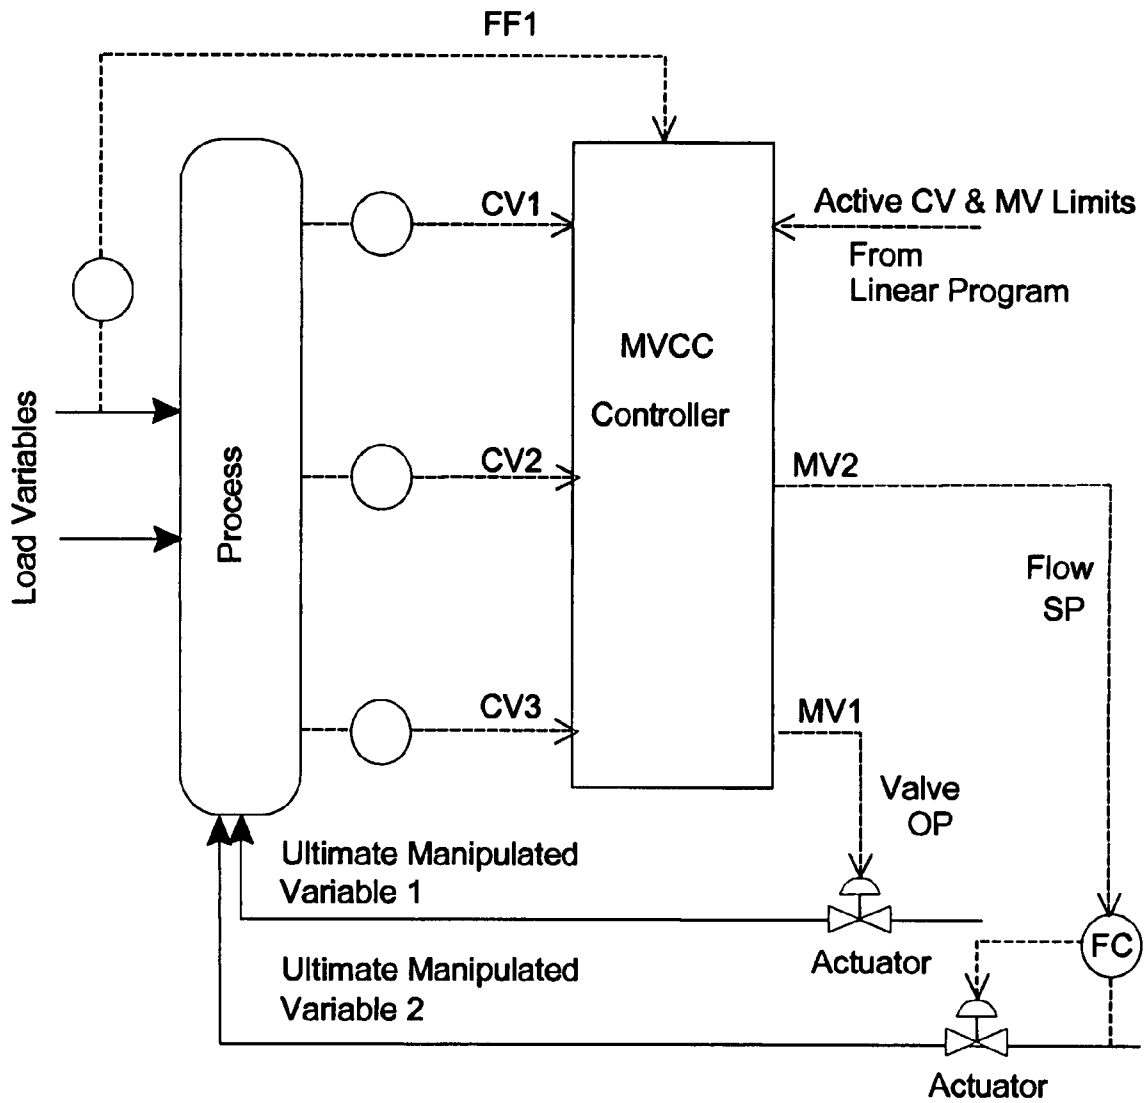 FF1
CV1
Active CV & MV Limits
From
Linear Program
MVCC
Controller
Load Variables
Process
CV2
MV2
Flow
SP
CV3
MV1
Valve
OP
Ultimate Manipulated
Variable 1
Actuator
FC
Ultimate Manipulated
Variable 2
Actuator